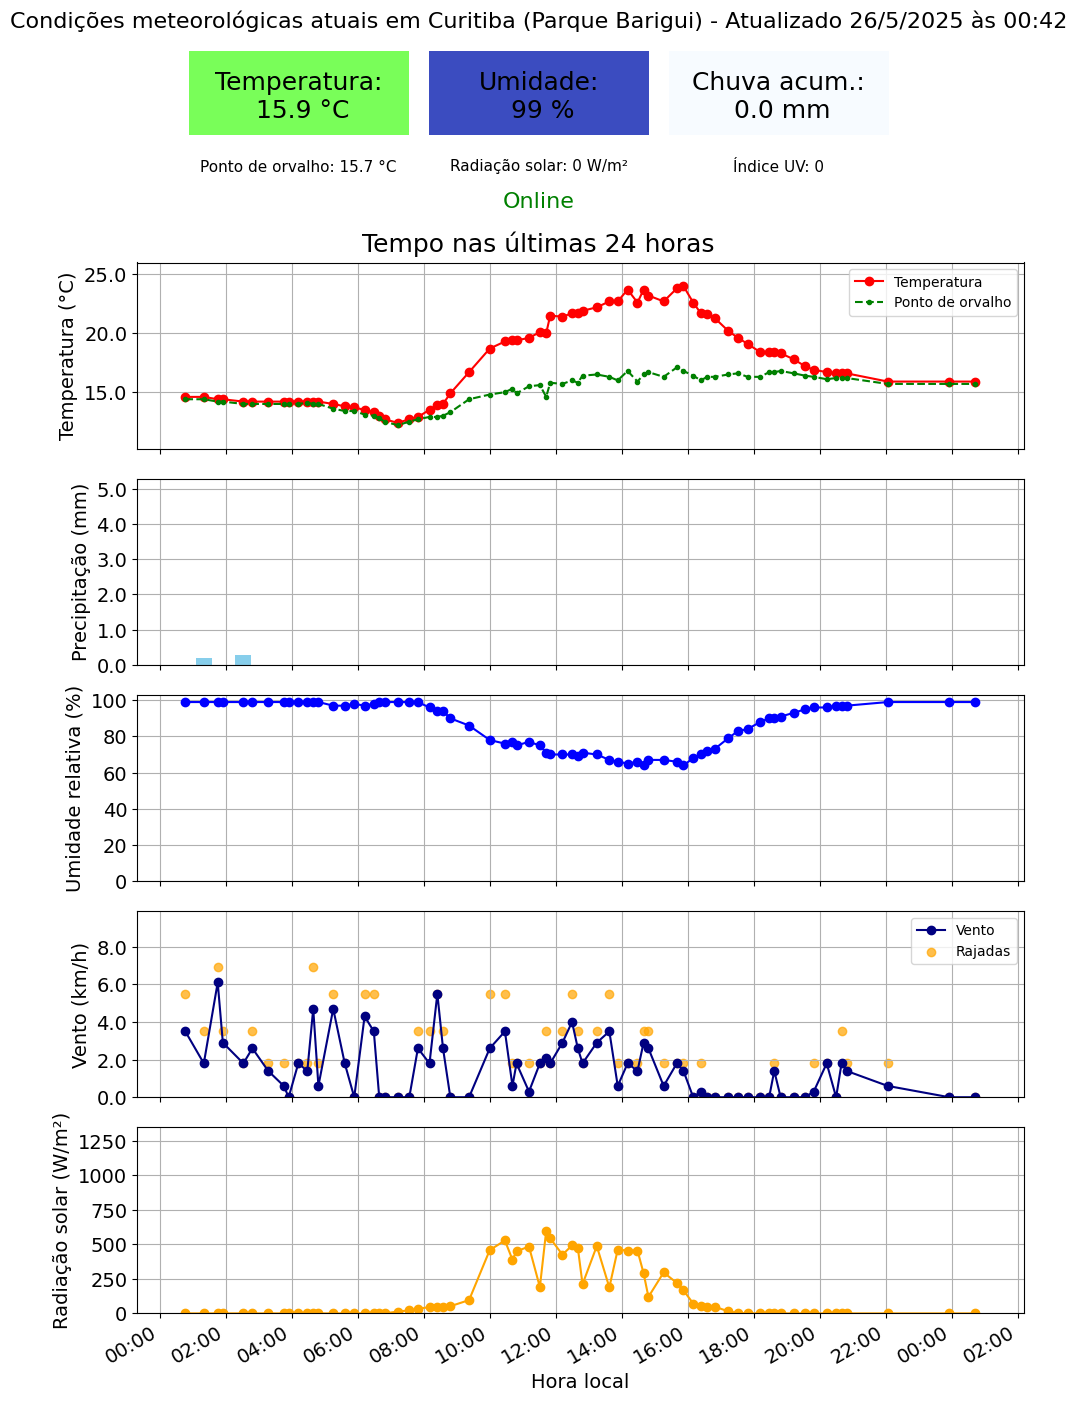 Condições meteorológicas atuais em Curitiba (Parque Barigui) - Atualizado 26/5/2025 às 00:42
Temperatura:
15.9 °C
Umidade:
99 %
Chuva acum.:
0.0 mm
Ponto de orvalho: 15.7 °C
Radiação solar: 0 W/m²
Índice UV: 0
Online
Tempo nas últimas 24 horas
Temperatura (°C)
25.0
20.0
15.0
Temperatura
Ponto de orvalho
Precipitação (mm)
5.0
4.0
3.0
2.0
1.0
0.0
Umidade relativa (%)
100
80
60
40
20
0
Vento (km/h)
8.0
6.0
4.0
2.0
0.0
Vento
Rajadas
Radiação solar (W/m²)
1250
1000
750
500
250
0
00:00
02:00
04:00
06:00
08:00
10:00
12:00
14:00
16:00
18:00
20:00
22:00
00:00
02:00
Hora local